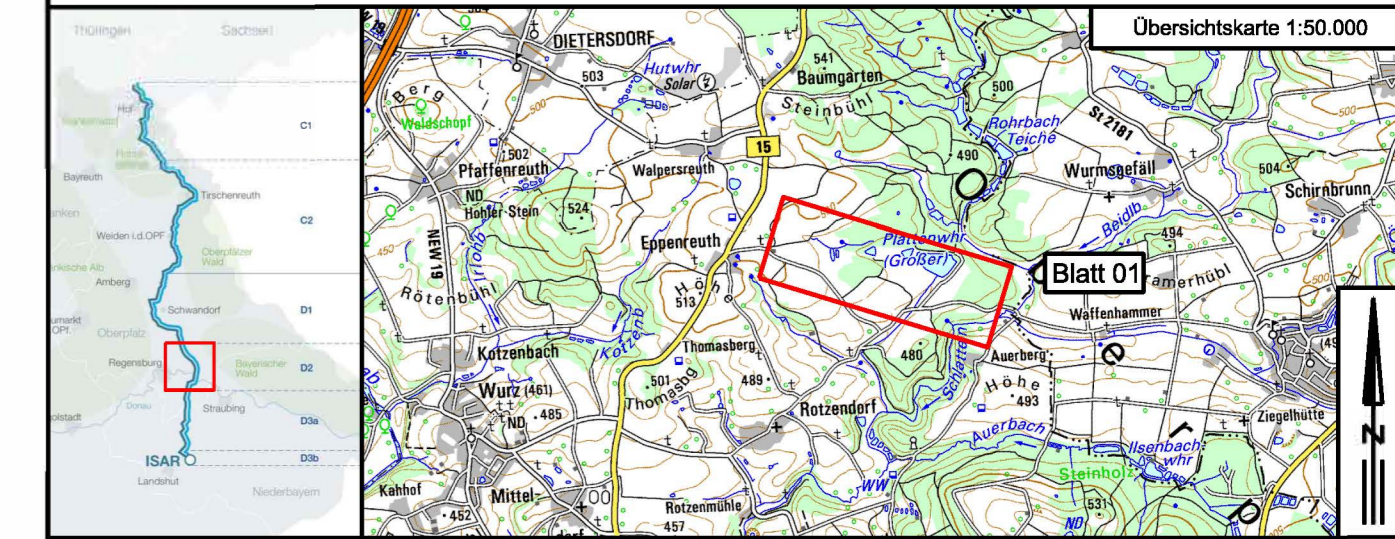 Thüringen
Sachsen
Hof
C1
Bayreuth
Tirschenreuth
C2
Weiden i.d.OPF
Oberpfälzer
Wald
Amberg
Schwandorf
D1
Oberpfalz
Regensburg
Bayerischer
Wald
D2
Donau
Straubing
D3a
ISAR
D3b
Landshut
Niederbayern
Übersichtskarte 1:50.000
DIETERSDORF
503
Hutwhr
Solar
541
Baumgarten
Steinbühl
500
500
St 2181
Rohrbach
Teiche
Berg
500
Waldschopf
502
Pfaffenreuth
Walpersreuth
15
490
O
Wurmsgefäll
504
Schirnbrunn
ND
Hohler-Stein
524
NEW 19
450
Eppenreuth
Plattenwhr
(Großer)
Beidlb
494
Blatt 01
Rötenbühl
513
Höhe
Waffenhammer
Kotzenbach
Kotzenb
Thomasberg
480
Schlattein
Auerberg
e
Wurz (461)
501
Thomasbg
489
Höhe
493
485
ND
Rotzendorf
r
Ziegelhütte
Auerbach
Ilsenbach-
whr
Steinholz
Kahhof
Mittel-
WW
Rotzenmühle
452
457
531
ND
p
N